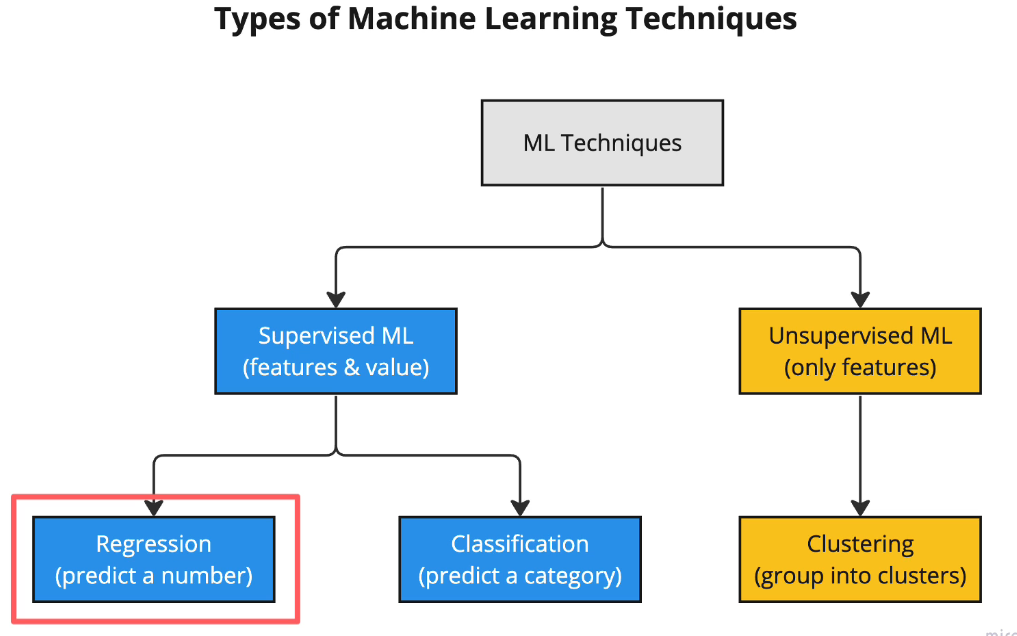 Types of Machine Learning Techniques
ML Techniques
Supervised ML
(features & value)
Unsupervised ML
(only features)
Regression
(predict a number)
Classification
(predict a category)
Clustering
(group into clusters)